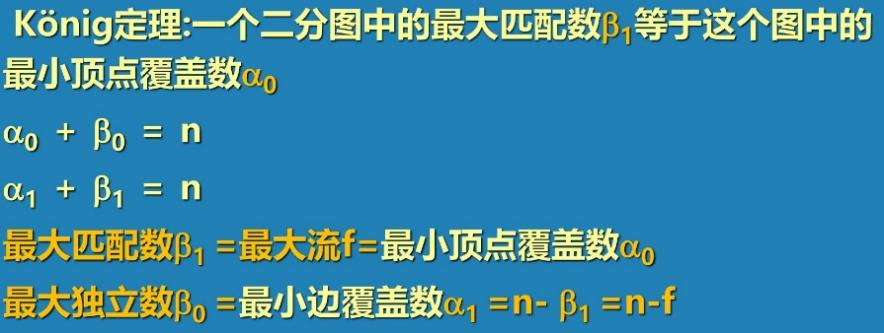 König定理:一个二分图中的最大匹配数β₁等于这个图中的
最小顶点覆盖数α₀
α₀ + β₀ = n
α₁ + β₁ = n
最大匹配数β₁ =最大流f=最小顶点覆盖数α₀
最大独立数β₀ =最小边覆盖数α₁ =n- β₁ =n-f